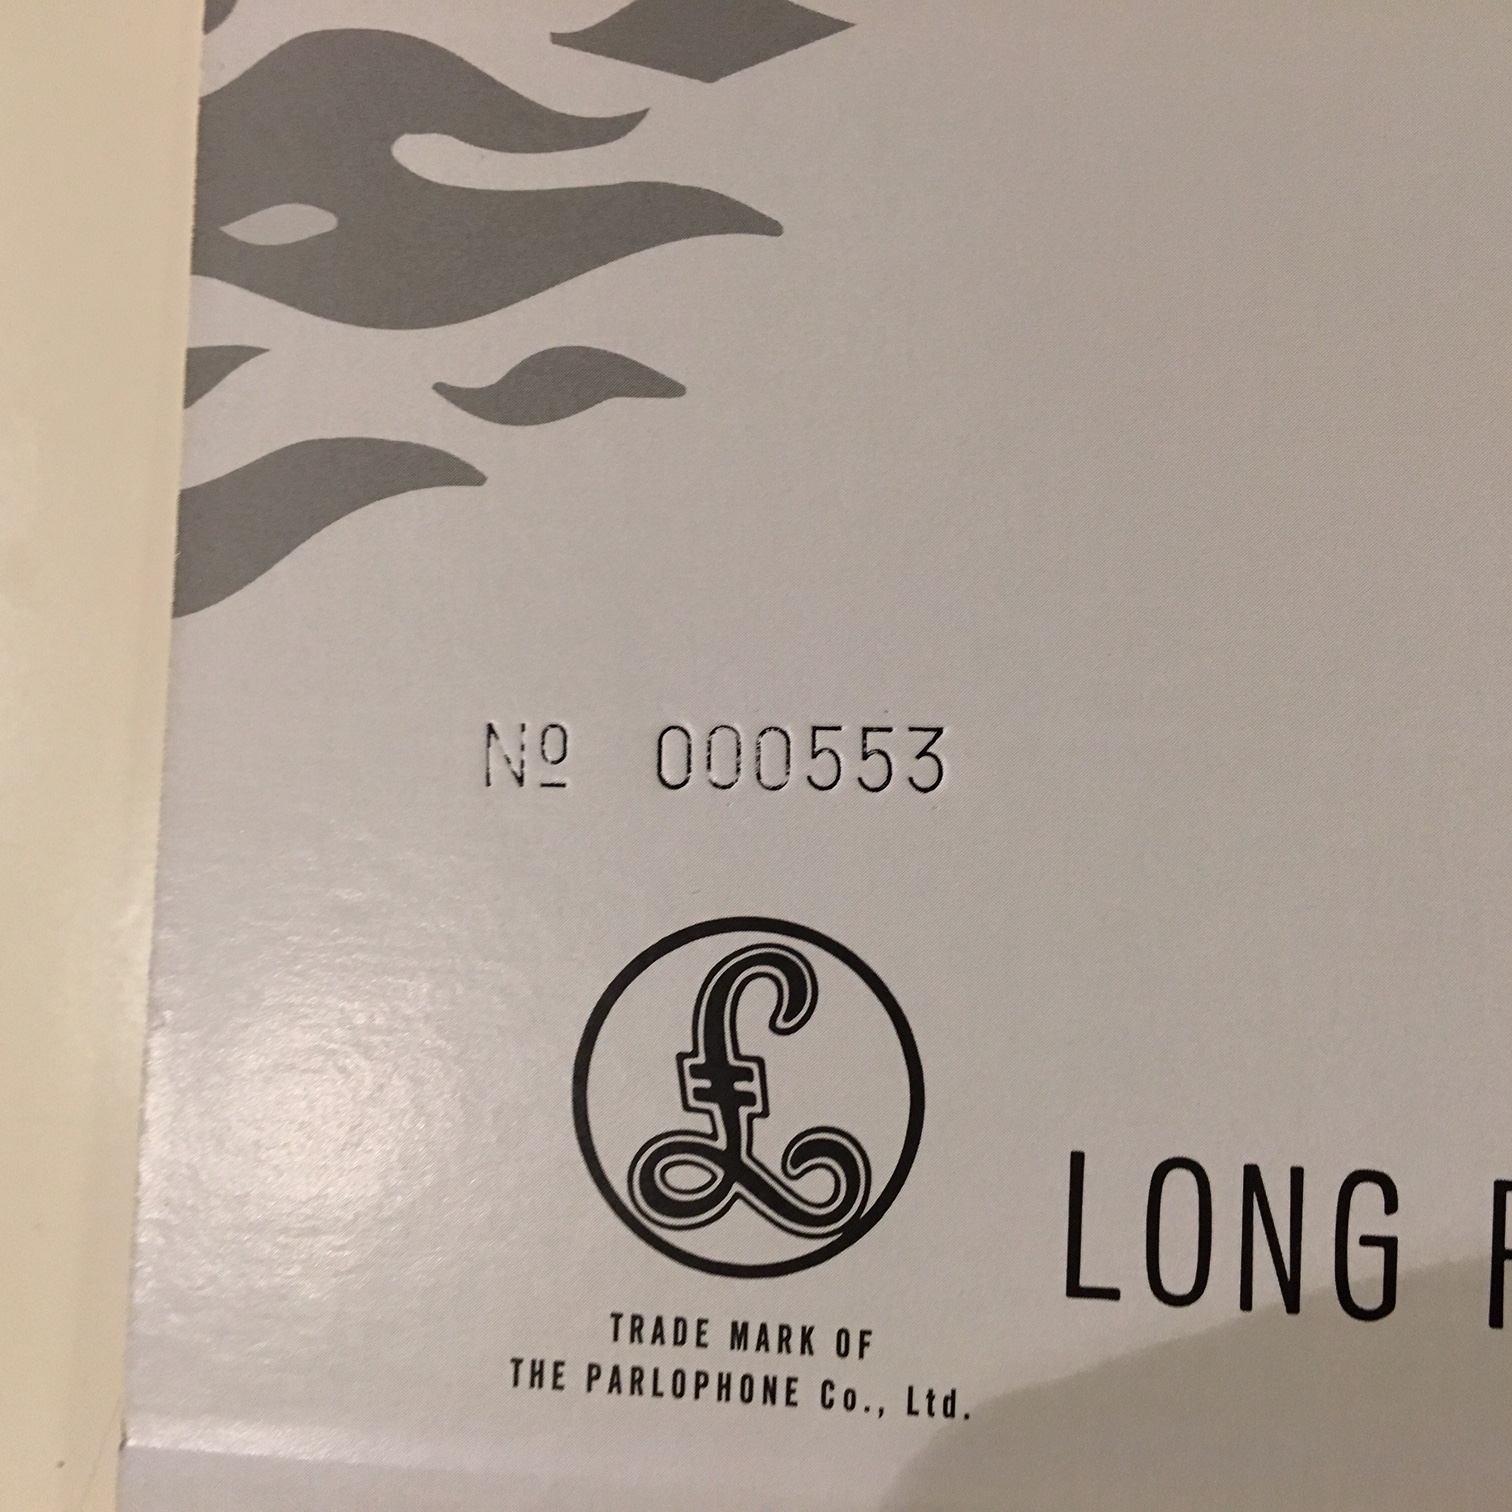 Nº 000553
£
LONG
TRADE MARK OF
THE PARLOPHONE Co., Ltd.